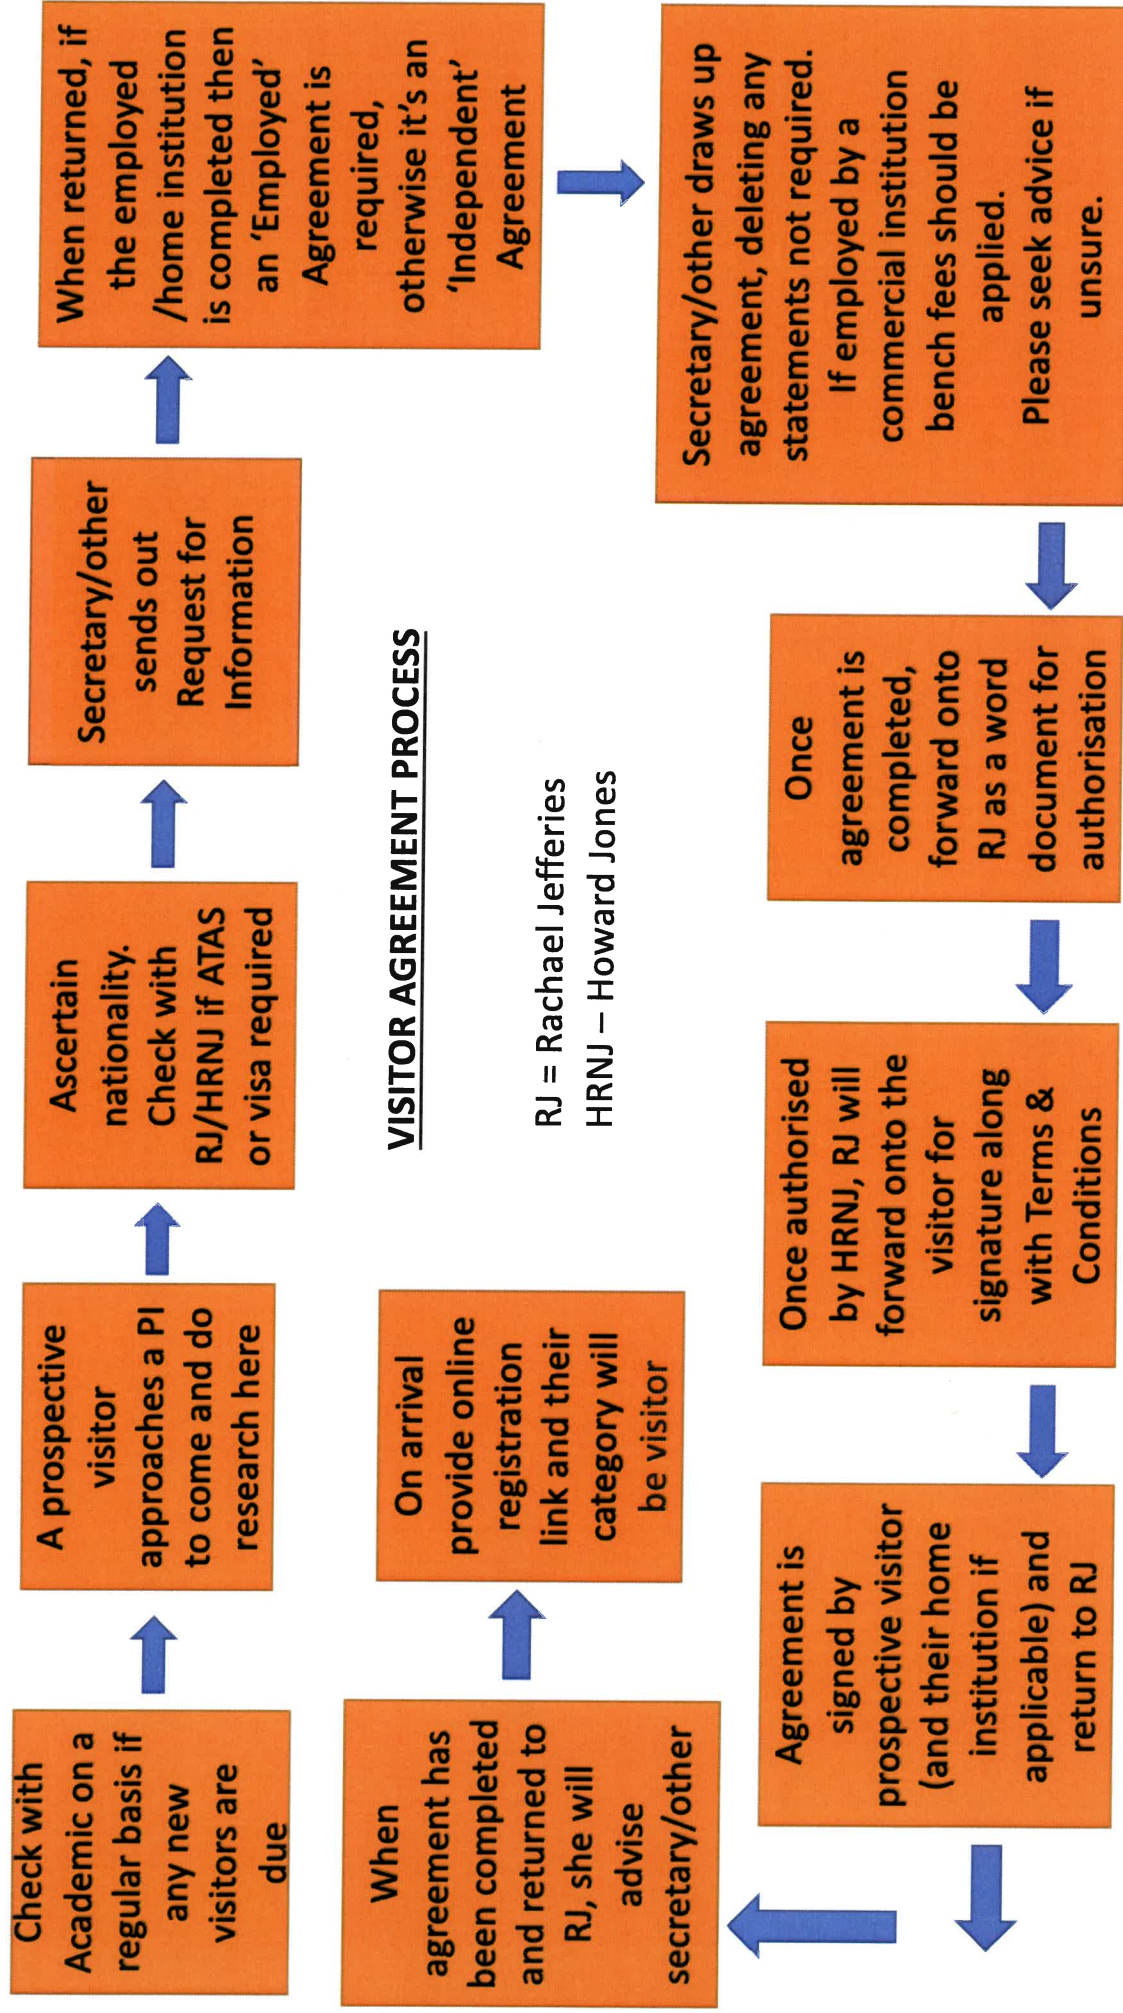 Check with
Academic on a
regular basis if
any new
visitors are
due
A prospective
visitor
approaches a PI
to come and do
research here
Ascertain
nationality.
Check with
RJ/HRNJ if ATAS
or visa required
Secretary/other
sends out
Request for
Information
When returned, if
the employed
/home institution
is completed then
an ‘Employed’
Agreement is
required,
otherwise it’s an
‘Independent’
Agreement
VISITOR AGREEMENT PROCESS
RJ = Rachael Jefferies
HRNJ – Howard Jones
Secretary/other draws up
agreement, deleting any
statements not required.
If employed by a
commercial institution
bench fees should be
applied.
Please seek advice if
unsure.
Once
agreement is
completed,
forward onto
RJ as a word
document for
authorisation
Once authorised
by HRNJ, RJ will
forward onto the
visitor for
signature along
with Terms &
Conditions
Agreement is
signed by
prospective visitor
(and their home
institution if
applicable) and
return to RJ
When
agreement has
been completed
and returned to
RJ, she will
advise
secretary/other
On arrival
provide online
registration
link and their
category will
be visitor